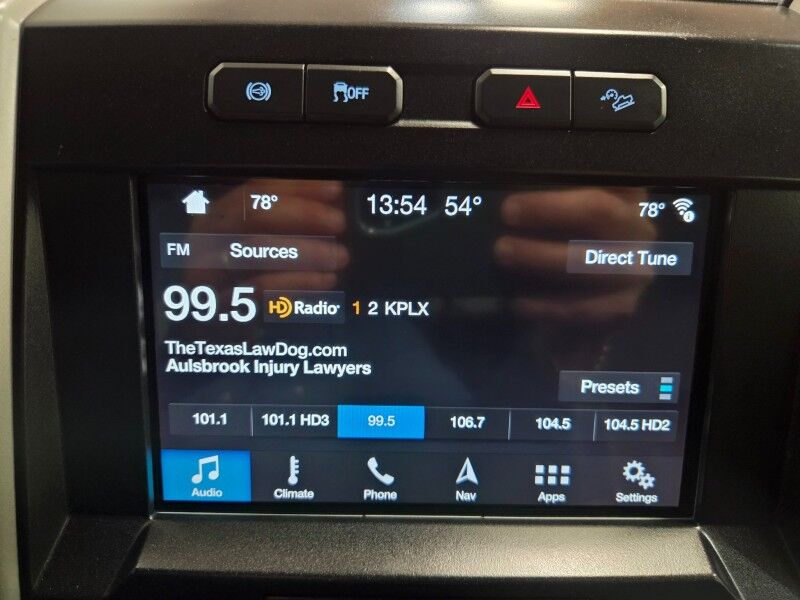 OFF
78° 13:54 54° 78°
FM Sources Direct Tune
99.5 HD Radio 1 2 KPLX
TheTexasLawDog.com
Aulsbrook Injury Lawyers
Presets
101.1 101.1 HD3 99.5 106.7 104.5 104.5 HD2
Audio Climate Phone Nav Apps Settings